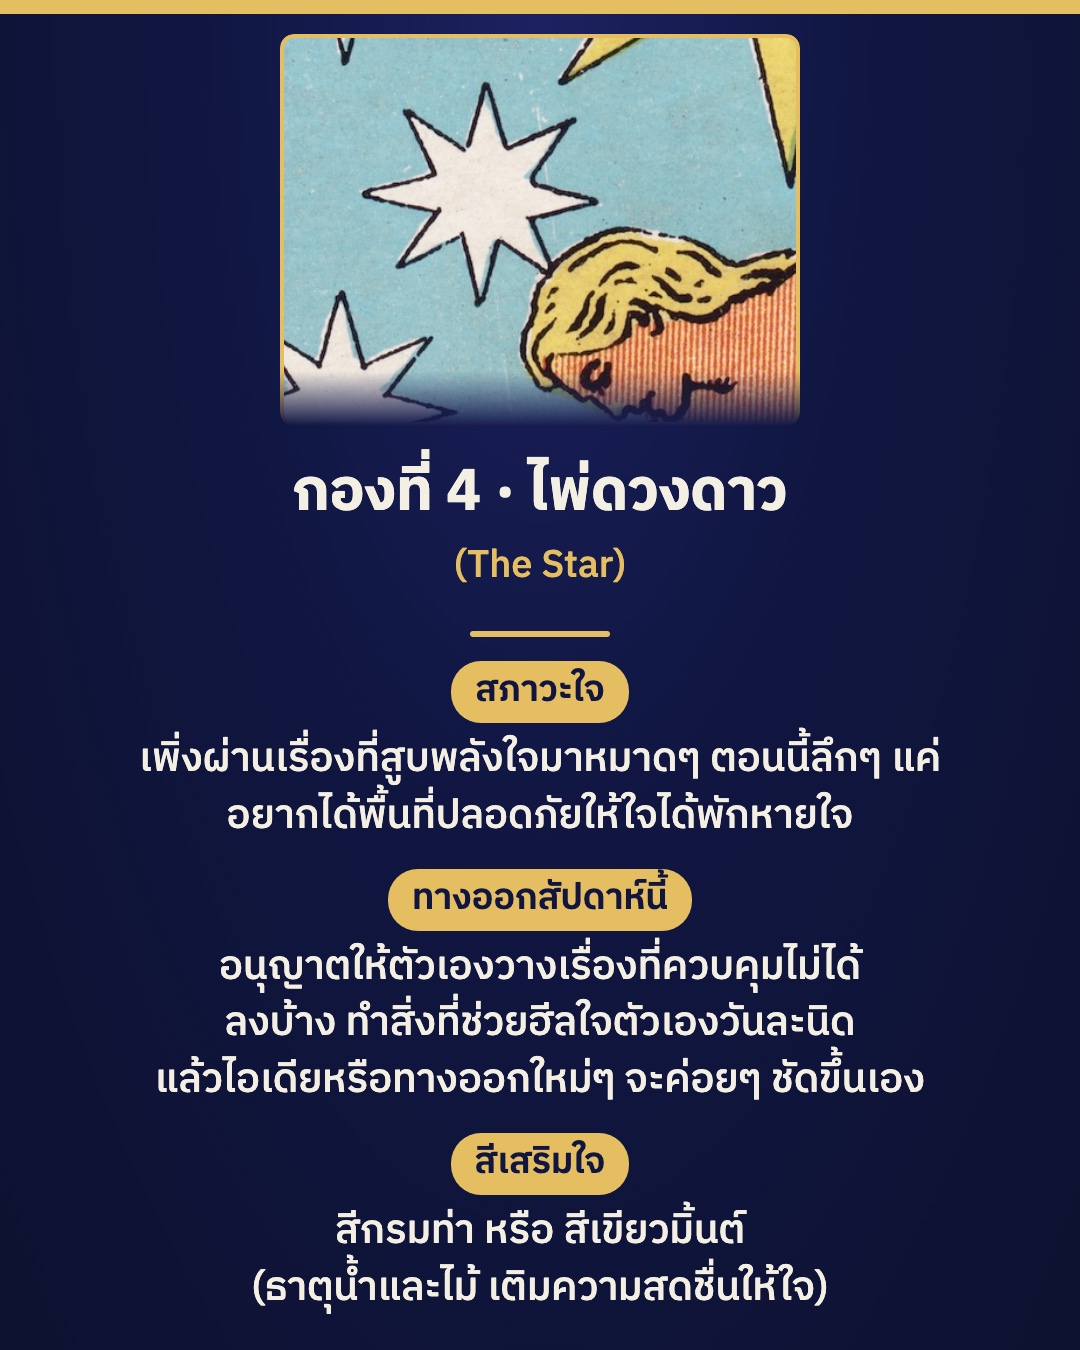 กองที่ 4 · ไพ่ดวงดาว
(The Star)
สภาวะใจ
เพิ่งผ่านเรื่องที่สูบพลังใจมาหมาดๆ ตอนนี้ลึกๆ แค่
อยากได้พื้นที่ปลอดภัยให้ใจได้พักหายใจ
ทางออกสัปดาห์นี้
อนุญาตให้ตัวเองวางเรื่องที่ควบคุมไม่ได้
ลงบ้าง ทำสิ่งที่ช่วยฮีลใจตัวเองวันละนิด
แล้วไอเดียหรือทางออกใหม่ๆ จะค่อยๆ ชัดขึ้นเอง
สีเสริมใจ
สีกรมท่า หรือ สีเขียวมิ้นต์
(ธาตุน้ำและไม้ เติมความสดชื่นให้ใจ)